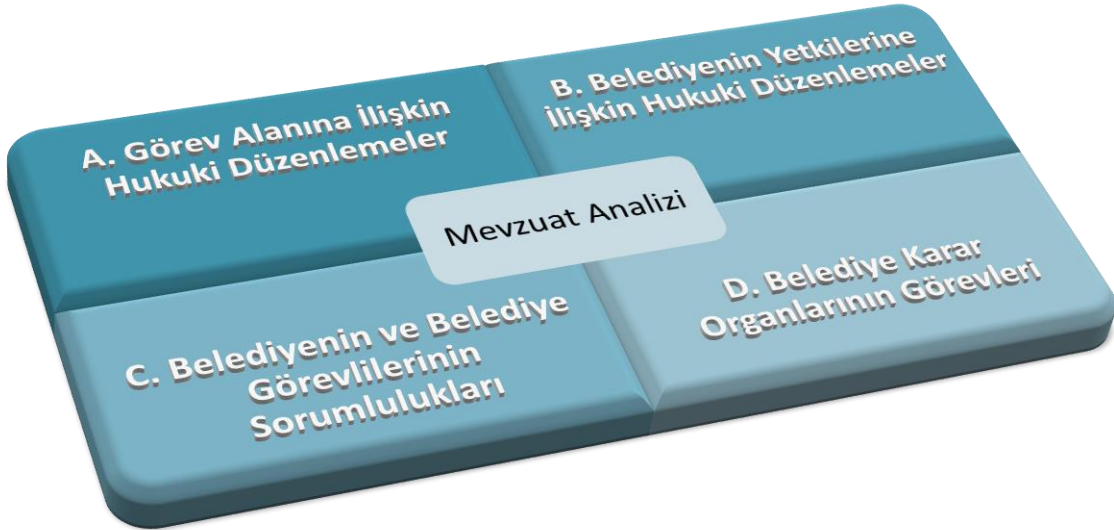 A. Görev Alanına İlişkin
Hukuki Düzenlemeler
B. Belediyenin Yetkilerine
İlişkin Hukuki Düzenlemeler
Mevzuat Analizi
C. Belediyenin ve Belediye
Görevlilerinin
Sorumlulukları
D. Belediye Karar
Organlarının Görevleri